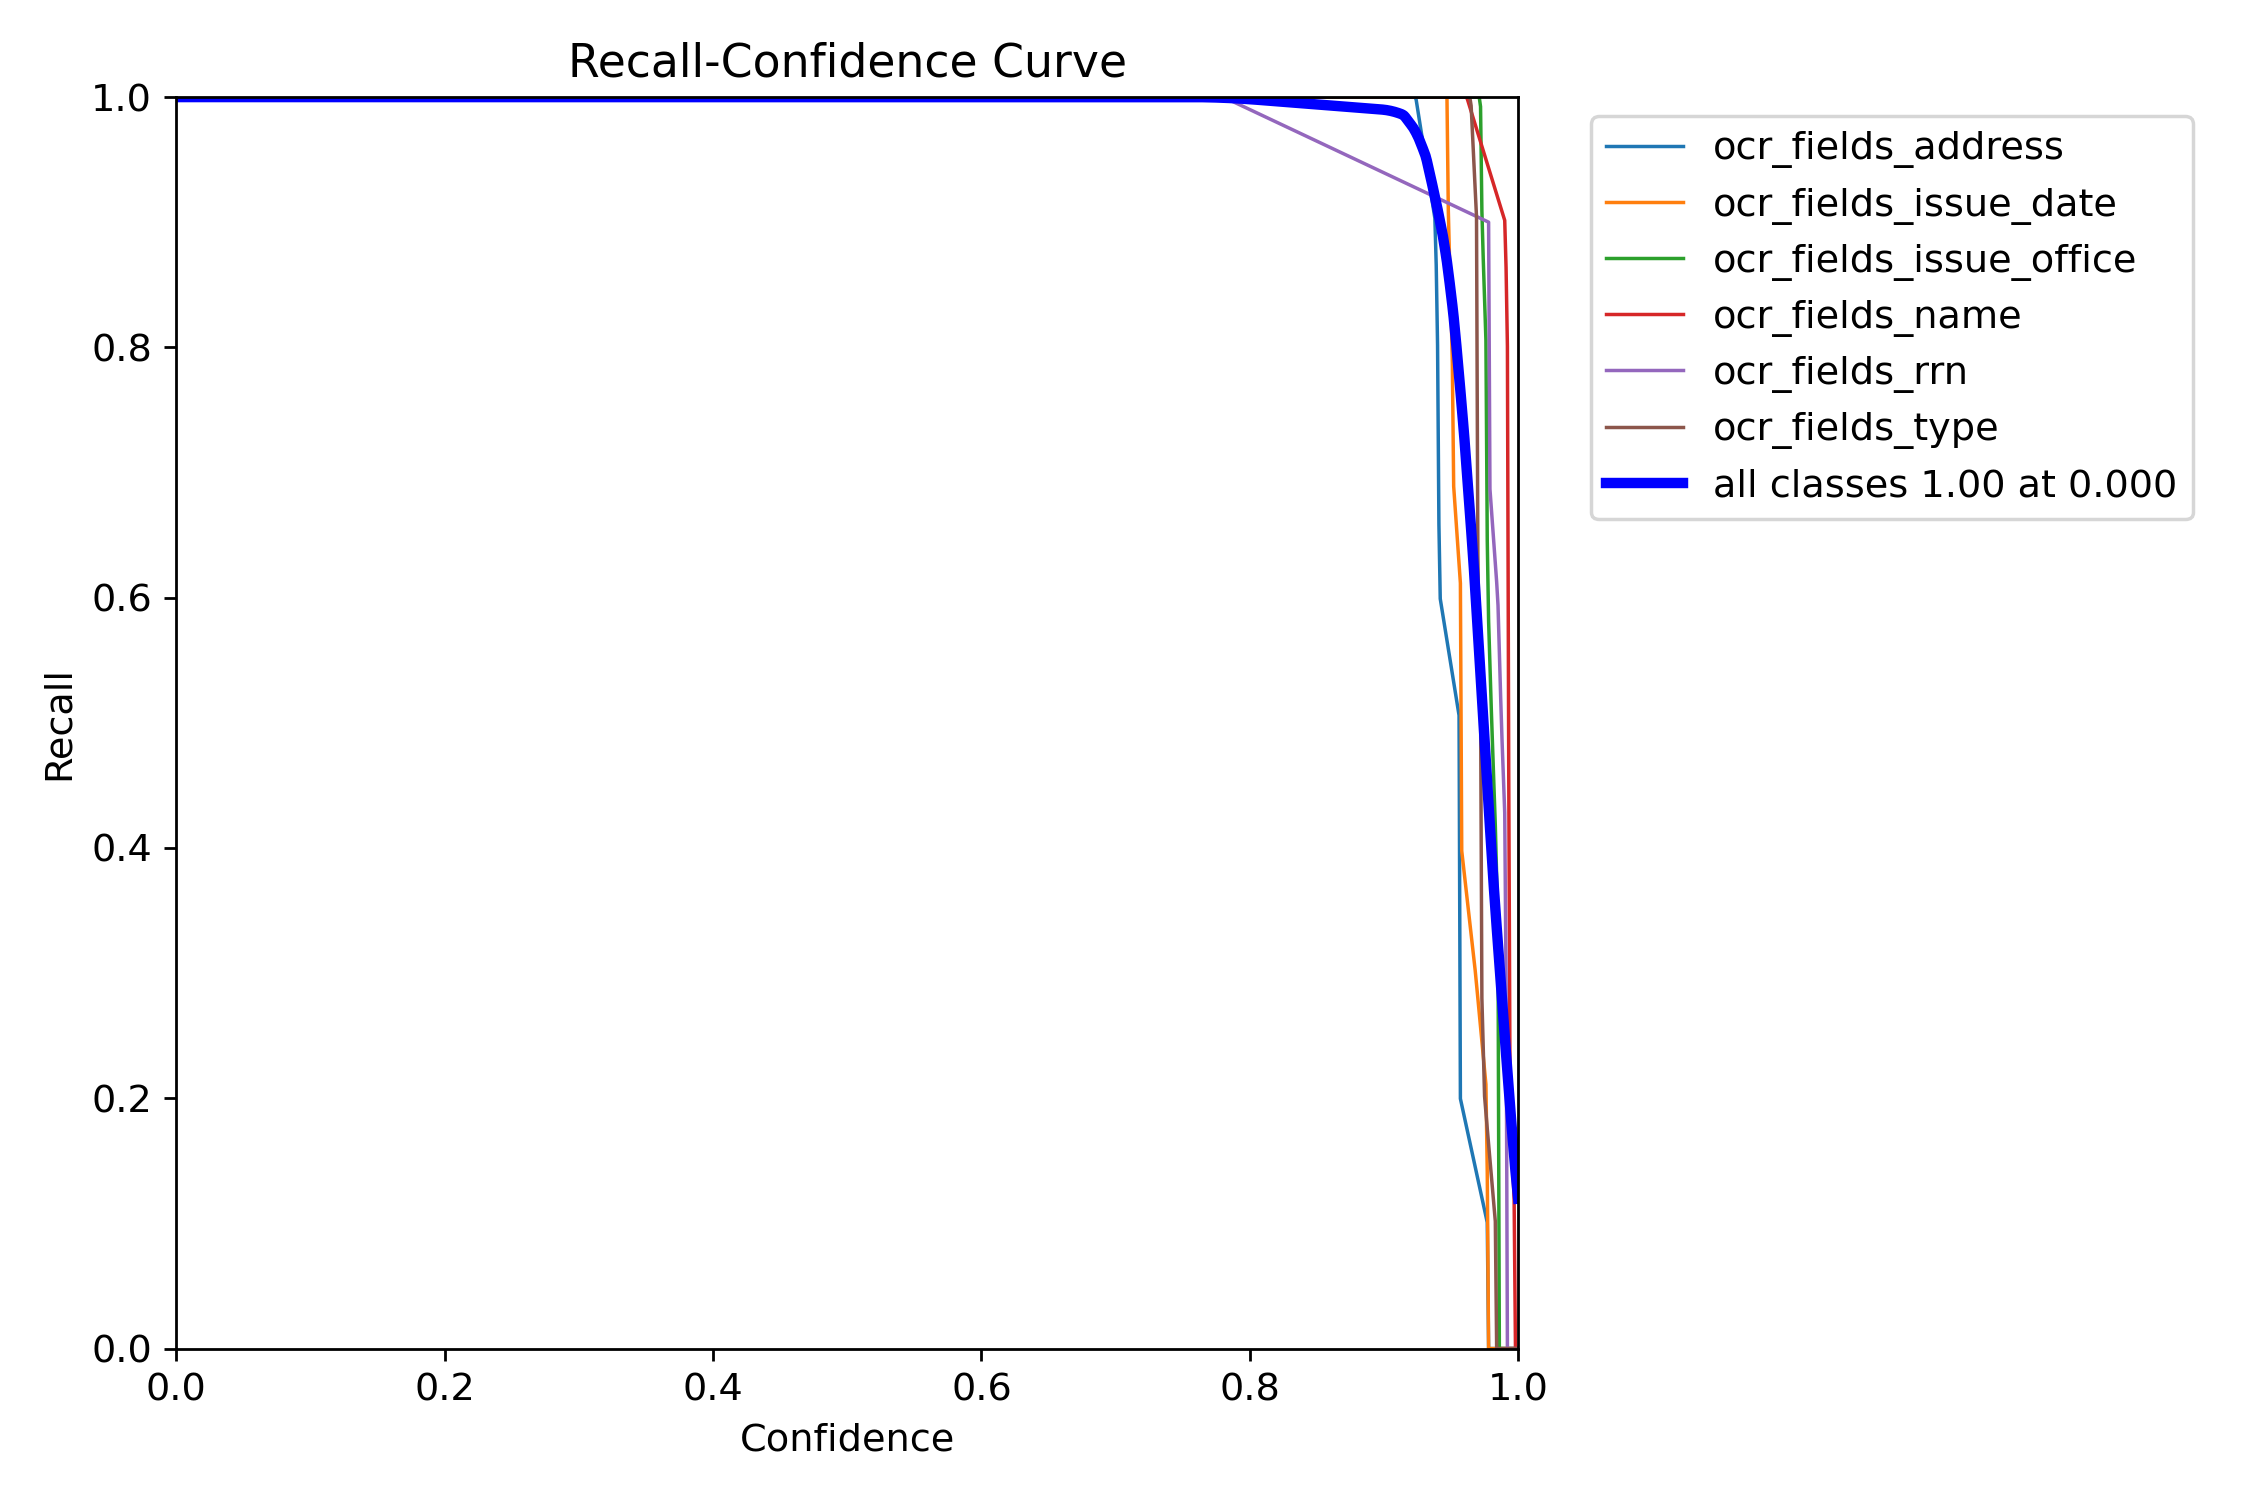 Recall-Confidence Curve
1.0
0.8
0.6
0.4
0.2
0.0
Recall
0.0 0.2 0.4 0.6 0.8 1.0
Confidence
ocr_fields_address
ocr_fields_issue_date
ocr_fields_issue_office
ocr_fields_name
ocr_fields_rrn
ocr_fields_type
all classes 1.00 at 0.000